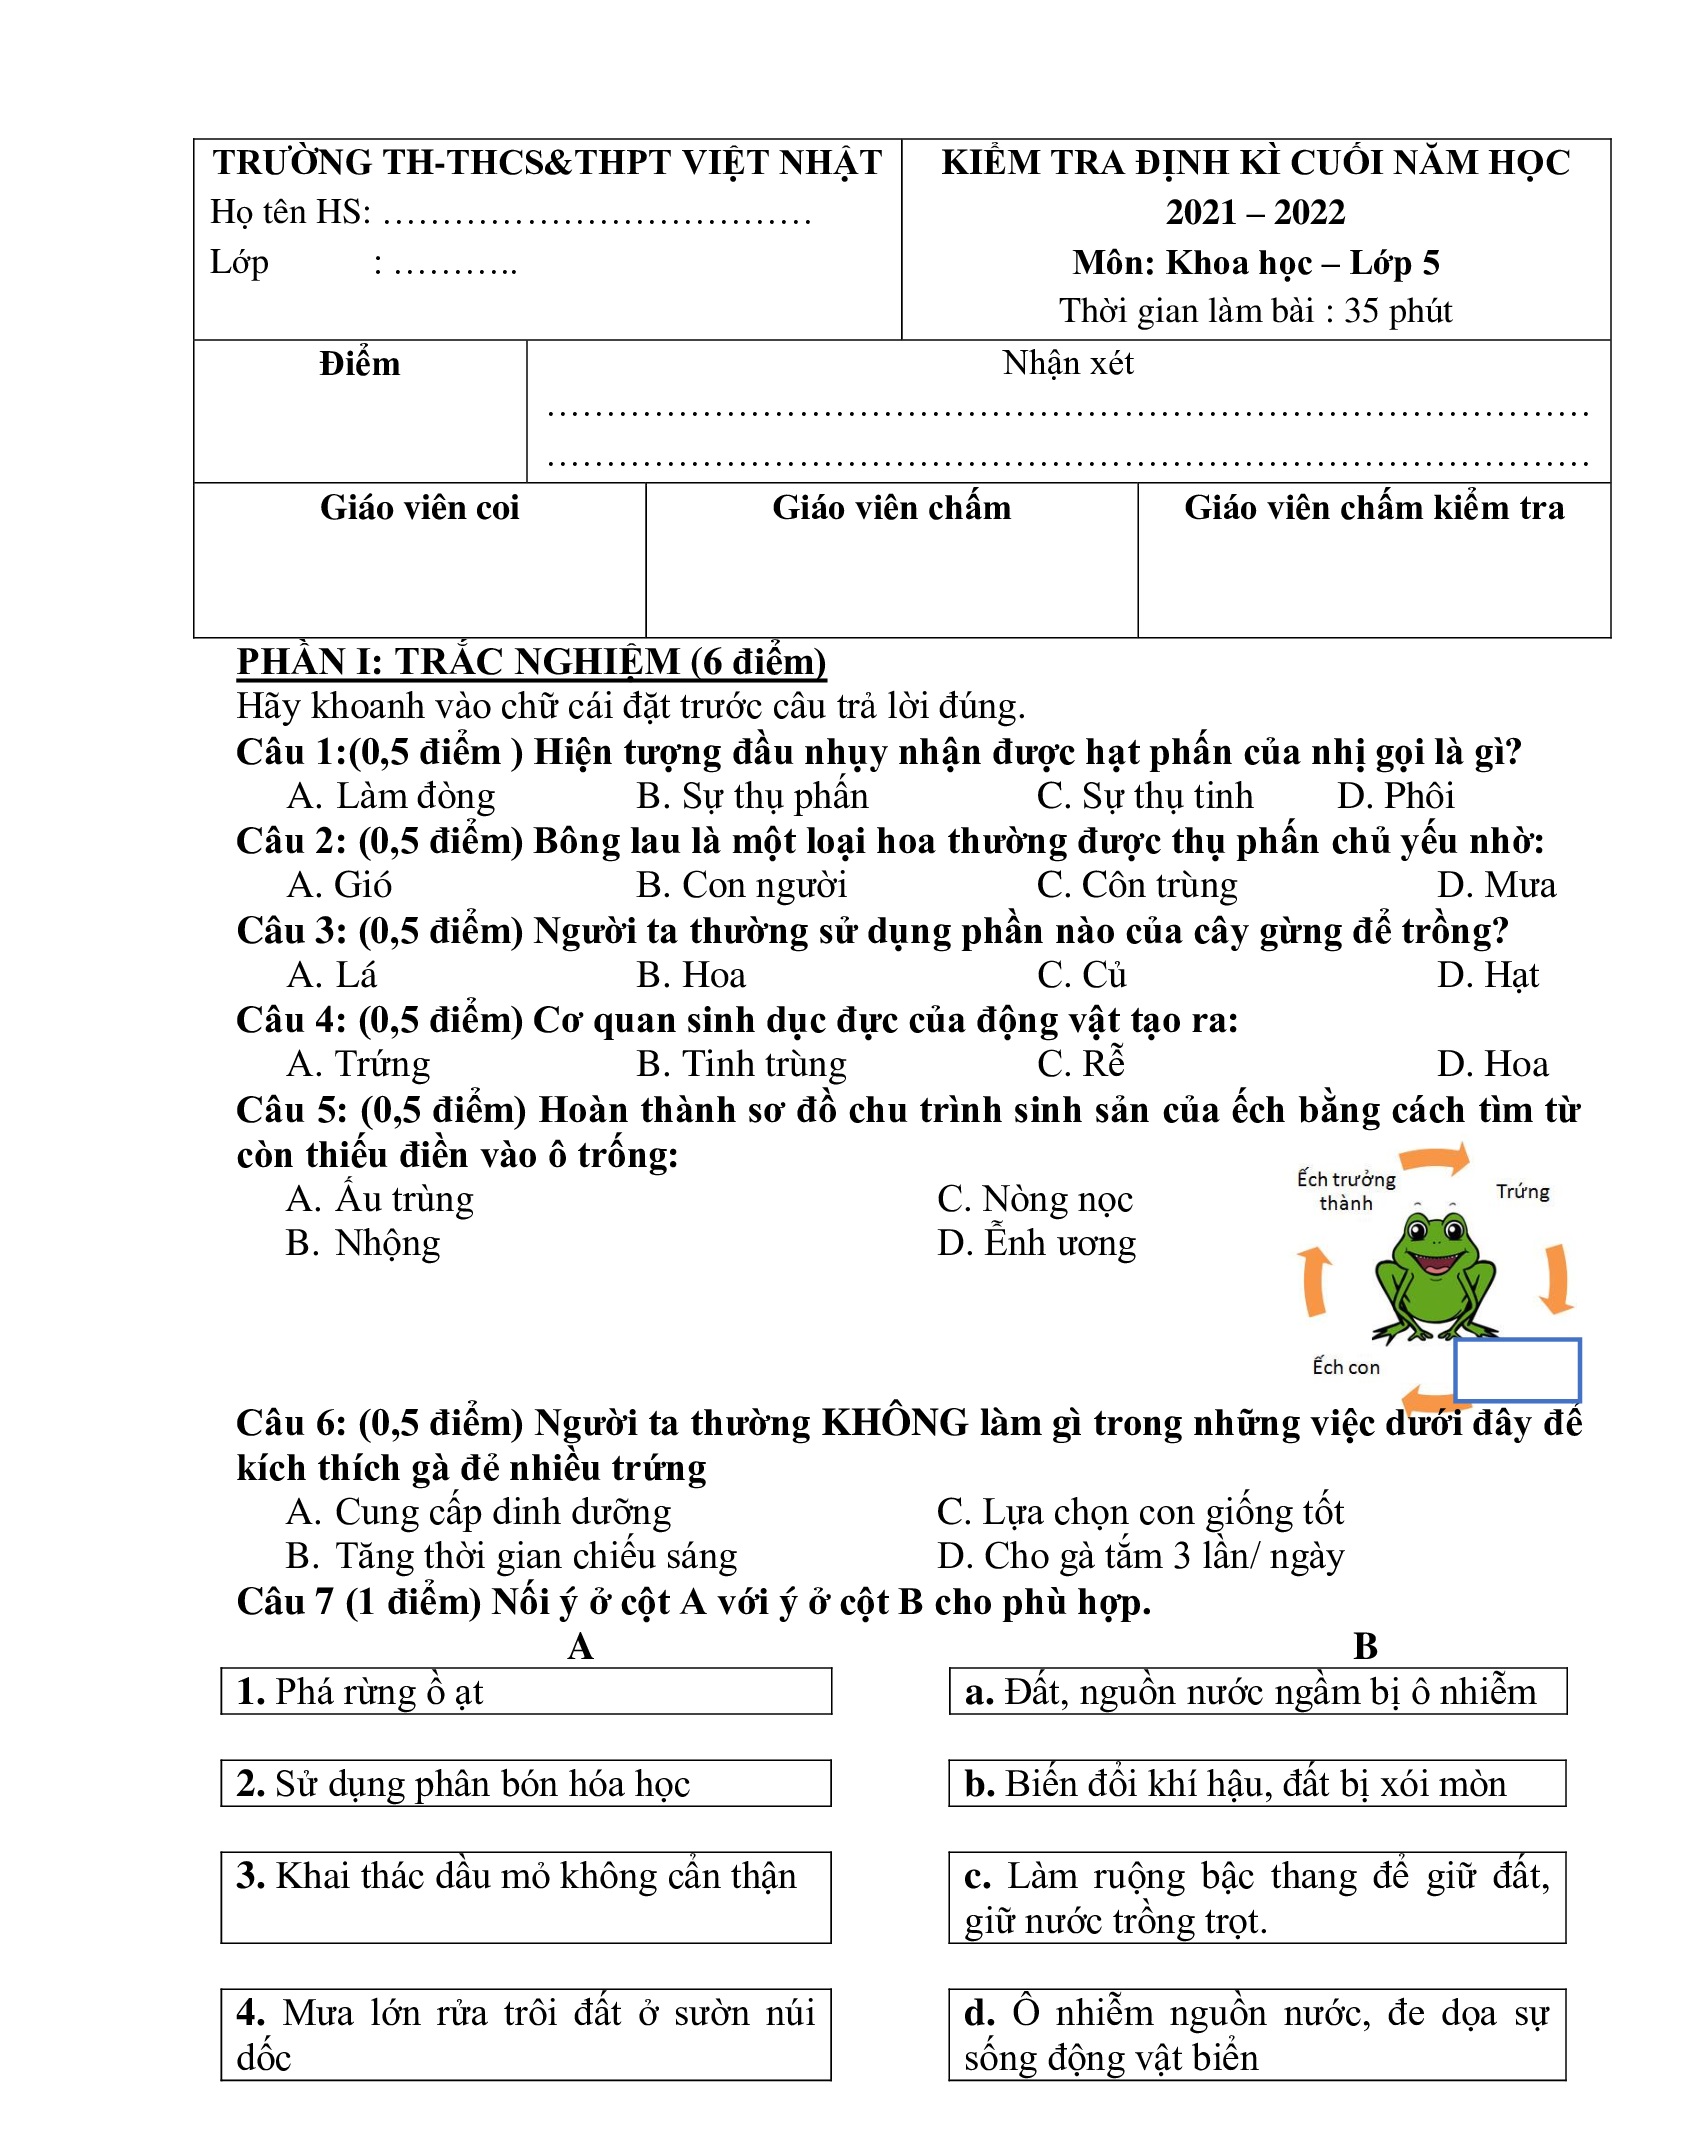 TRƯỜNG TH-THCS&THPT VIỆT NHẬT
Họ tên HS: ………………………………
Lớp : ………..
KIỂM TRA ĐỊNH KÌ CUỐI NĂM HỌC
2021 – 2022
Môn: Khoa học – Lớp 5
Thời gian làm bài : 35 phút
Điểm
Nhận xét
……………………………………………………………………………
……………………………………………………………………………
Giáo viên coi
Giáo viên chấm
Giáo viên chấm kiểm tra
PHẦN I: TRẮC NGHIỆM (6 điểm)
Hãy khoanh vào chữ cái đặt trước câu trả lời đúng.
Câu 1:(0,5 điểm ) Hiện tượng đầu nhụy nhận được hạt phấn của nhị gọi là gì?
A. Làm đòng B. Sự thụ phấn C. Sự thụ tinh D. Phôi
Câu 2: (0,5 điểm) Bông lau là một loại hoa thường được thụ phấn chủ yếu nhờ:
A. Gió B. Con người C. Côn trùng D. Mưa
Câu 3: (0,5 điểm) Người ta thường sử dụng phần nào của cây gừng để trồng?
A. Lá B. Hoa C. Củ D. Hạt
Câu 4: (0,5 điểm) Cơ quan sinh dục đực của động vật tạo ra:
A. Trứng B. Tinh trùng C. Rễ D. Hoa
Câu 5: (0,5 điểm) Hoàn thành sơ đồ chu trình sinh sản của ếch bằng cách tìm từ
còn thiếu điền vào ô trống:
A. Ấu trùng C. Nòng nọc
B. Nhộng D. Ễnh ương
Ếch trưởng
thành
Trứng
Ếch con
Câu 6: (0,5 điểm) Người ta thường KHÔNG làm gì trong những việc dưới đây để
kích thích gà đẻ nhiều trứng
A. Cung cấp dinh dưỡng C. Lựa chọn con giống tốt
B. Tăng thời gian chiếu sáng D. Cho gà tắm 3 lần/ ngày
Câu 7 (1 điểm) Nối ý ở cột A với ý ở cột B cho phù hợp.
A B
1. Phá rừng ồ ạt
a. Đất, nguồn nước ngầm bị ô nhiễm
2. Sử dụng phân bón hóa học
b. Biến đổi khí hậu, đất bị xói mòn
3. Khai thác dầu mỏ không cẩn thận
c. Làm ruộng bậc thang để giữ đất,
giữ nước trồng trọt.
4. Mưa lớn rửa trôi đất ở sườn núi
dốc
d. Ô nhiễm nguồn nước, đe dọa sự
sống động vật biển